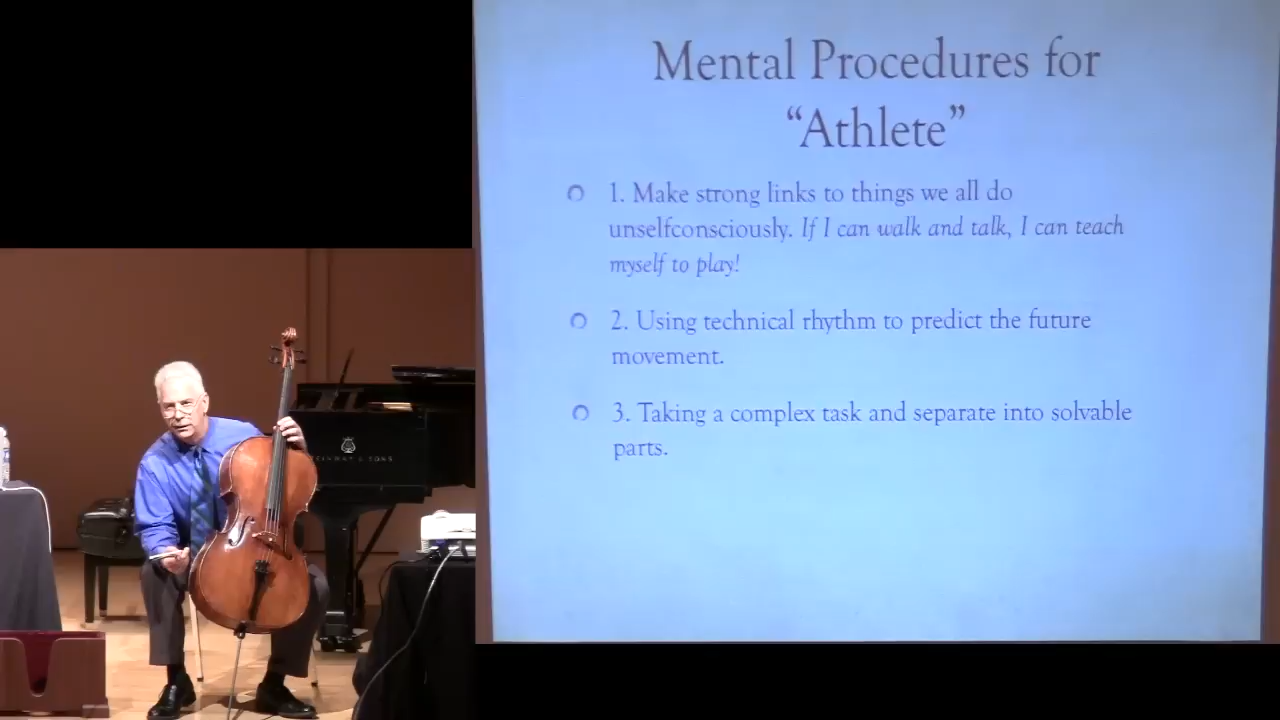 Mental Procedures for
“Athlete”
1. Make strong links to things we all do
unselfconsciously. If I can walk and talk, I can teach
myself to play!
2. Using technical rhythm to predict the future
movement.
3. Taking a complex task and separate into solvable
parts.
STEINWAY & SONS